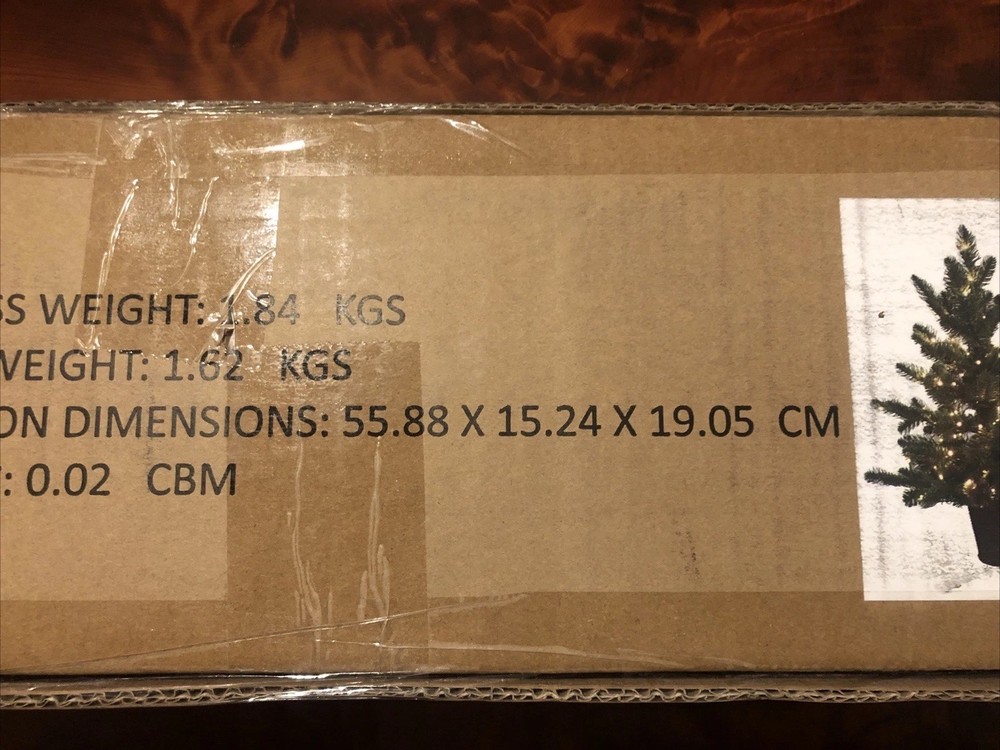 SS WEIGHT: 1.84 KGS
WEIGHT: 1.62 KGS
ON DIMENSIONS: 55.88 X 15.24 X 19.05 CM
: 0.02 CBM